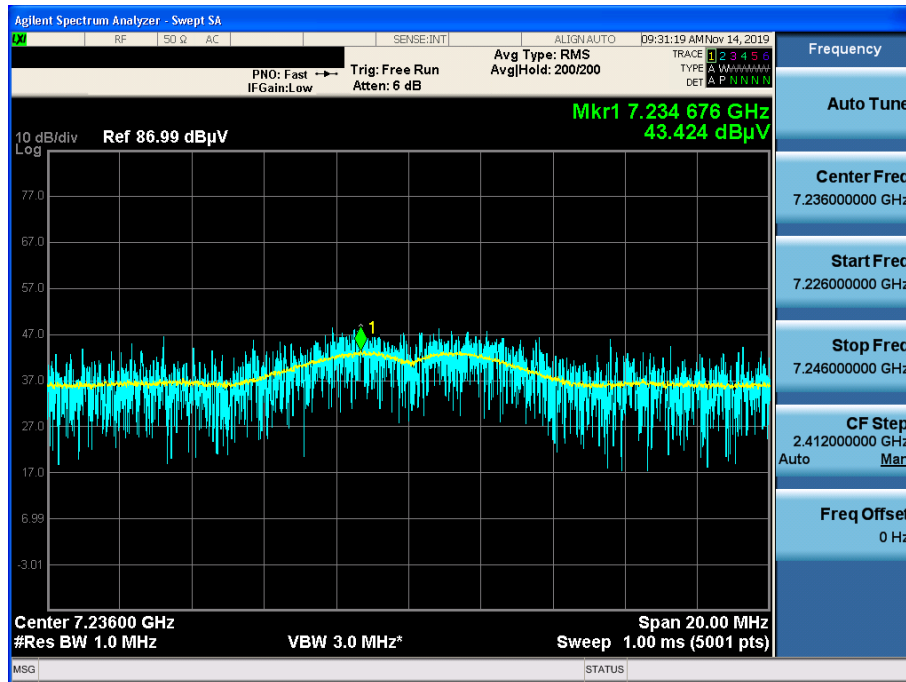 Agilent Spectrum Analyzer - Swept SA
LXI RF 50 Ω AC SENSE:INT ALIGN AUTO 09:31:19 AM Nov 14, 2019
PNO: Fast
IFGain:Low
Trig: Free Run
Atten: 6 dB
Avg Type: RMS
Avg|Hold: 200/200
TRACE 1 2 3 4 5 6
TYPE A W
DET A P N N N N
Mkr1 7.234 676 GHz
43.424 dBµV
10 dB/div
Log
Ref 86.99 dBµV
77.0
67.0
57.0
47.0
37.0
27.0
17.0
6.99
-3.01
1
Center 7.23600 GHz
#Res BW 1.0 MHz
VBW 3.0 MHz*
Span 20.00 MHz
Sweep 1.00 ms (5001 pts)
MSG
STATUS
Frequency
Auto Tune
Center Freq
7.236000000 GHz
Start Freq
7.226000000 GHz
Stop Freq
7.246000000 GHz
CF Step
2.412000000 GHz
Auto Man
Freq Offset
0 Hz